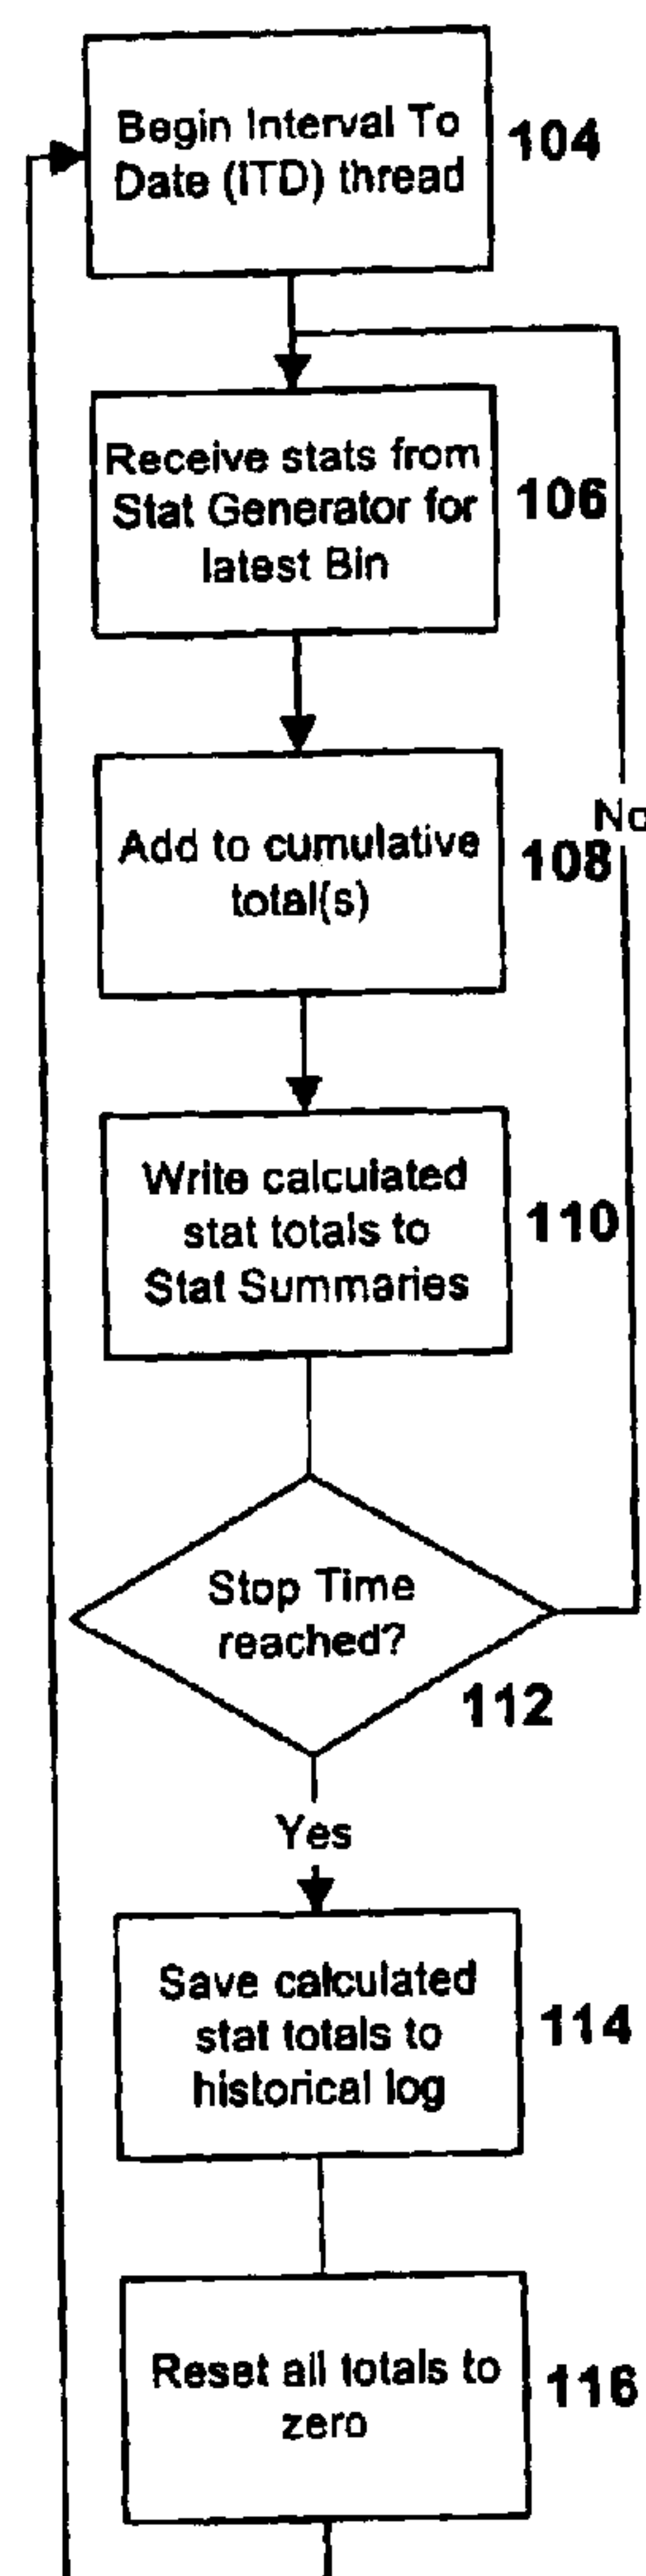 Begin Interval To
Date (ITD) thread
104
Receive stats from
Stat Generator for
latest Bin
106
Add to cumulative
total(s)
108
No
Write calculated
stat totals to
Stat Summaries
110
Stop Time
reached?
112
Yes
Save calculated
stat totals to
historical log
114
Reset all totals to
zero
116